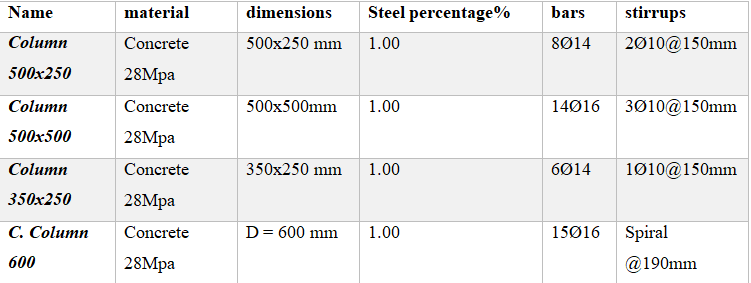 Name material dimensions Steel percentage% bars stirrups
Column 500x250 Concrete 28Mpa 500x250 mm 1.00 8Ø14 2Ø10@150mm
Column 500x500 Concrete 28Mpa 500x500mm 1.00 14Ø16 3Ø10@150mm
Column 350x250 Concrete 28Mpa 350x250 mm 1.00 6Ø14 1Ø10@150mm
C. Column 600 Concrete 28Mpa D = 600 mm 1.00 15Ø16 Spiral @190mm